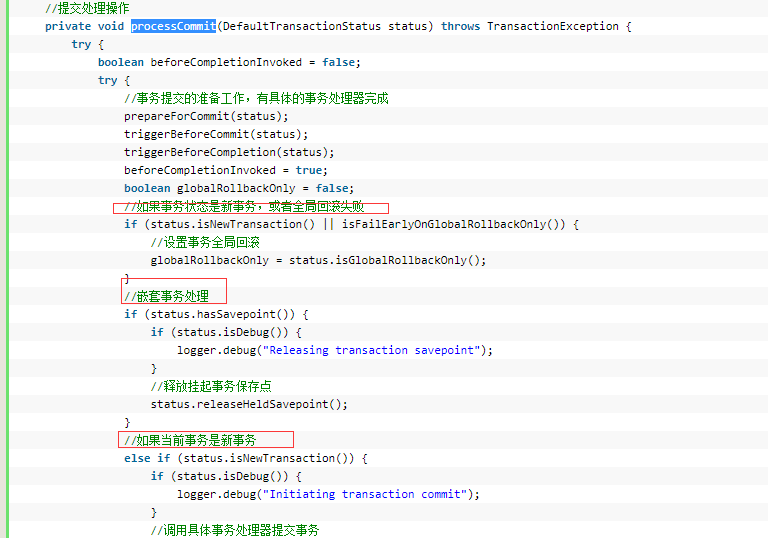 //提交处理操作
private void processCommit(DefaultTransactionStatus status) throws TransactionException {
try {
boolean beforeCompletionInvoked = false;
try {
//事务提交的准备工作，有具体的事务处理器完成
prepareForCommit(status);
triggerBeforeCommit(status);
triggerBeforeCompletion(status);
beforeCompletionInvoked = true;
boolean globalRollbackOnly = false;
//如果事务状态是新事务，或者全局回滚失败
if (status.isNewTransaction() || isFailEarlyOnGlobalRollbackOnly()) {
//设置事务全局回滚
globalRollbackOnly = status.isGlobalRollbackOnly();
}
//嵌套事务处理
if (status.hasSavepoint()) {
if (status.isDebug()) {
logger.debug("Releasing transaction savepoint");
}
//释放挂起事务保存点
status.releaseHeldSavepoint();
}
//如果当前事务是新事务
else if (status.isNewTransaction()) {
if (status.isDebug()) {
logger.debug("Initiating transaction commit");
}
//调用具体事务处理器提交事务